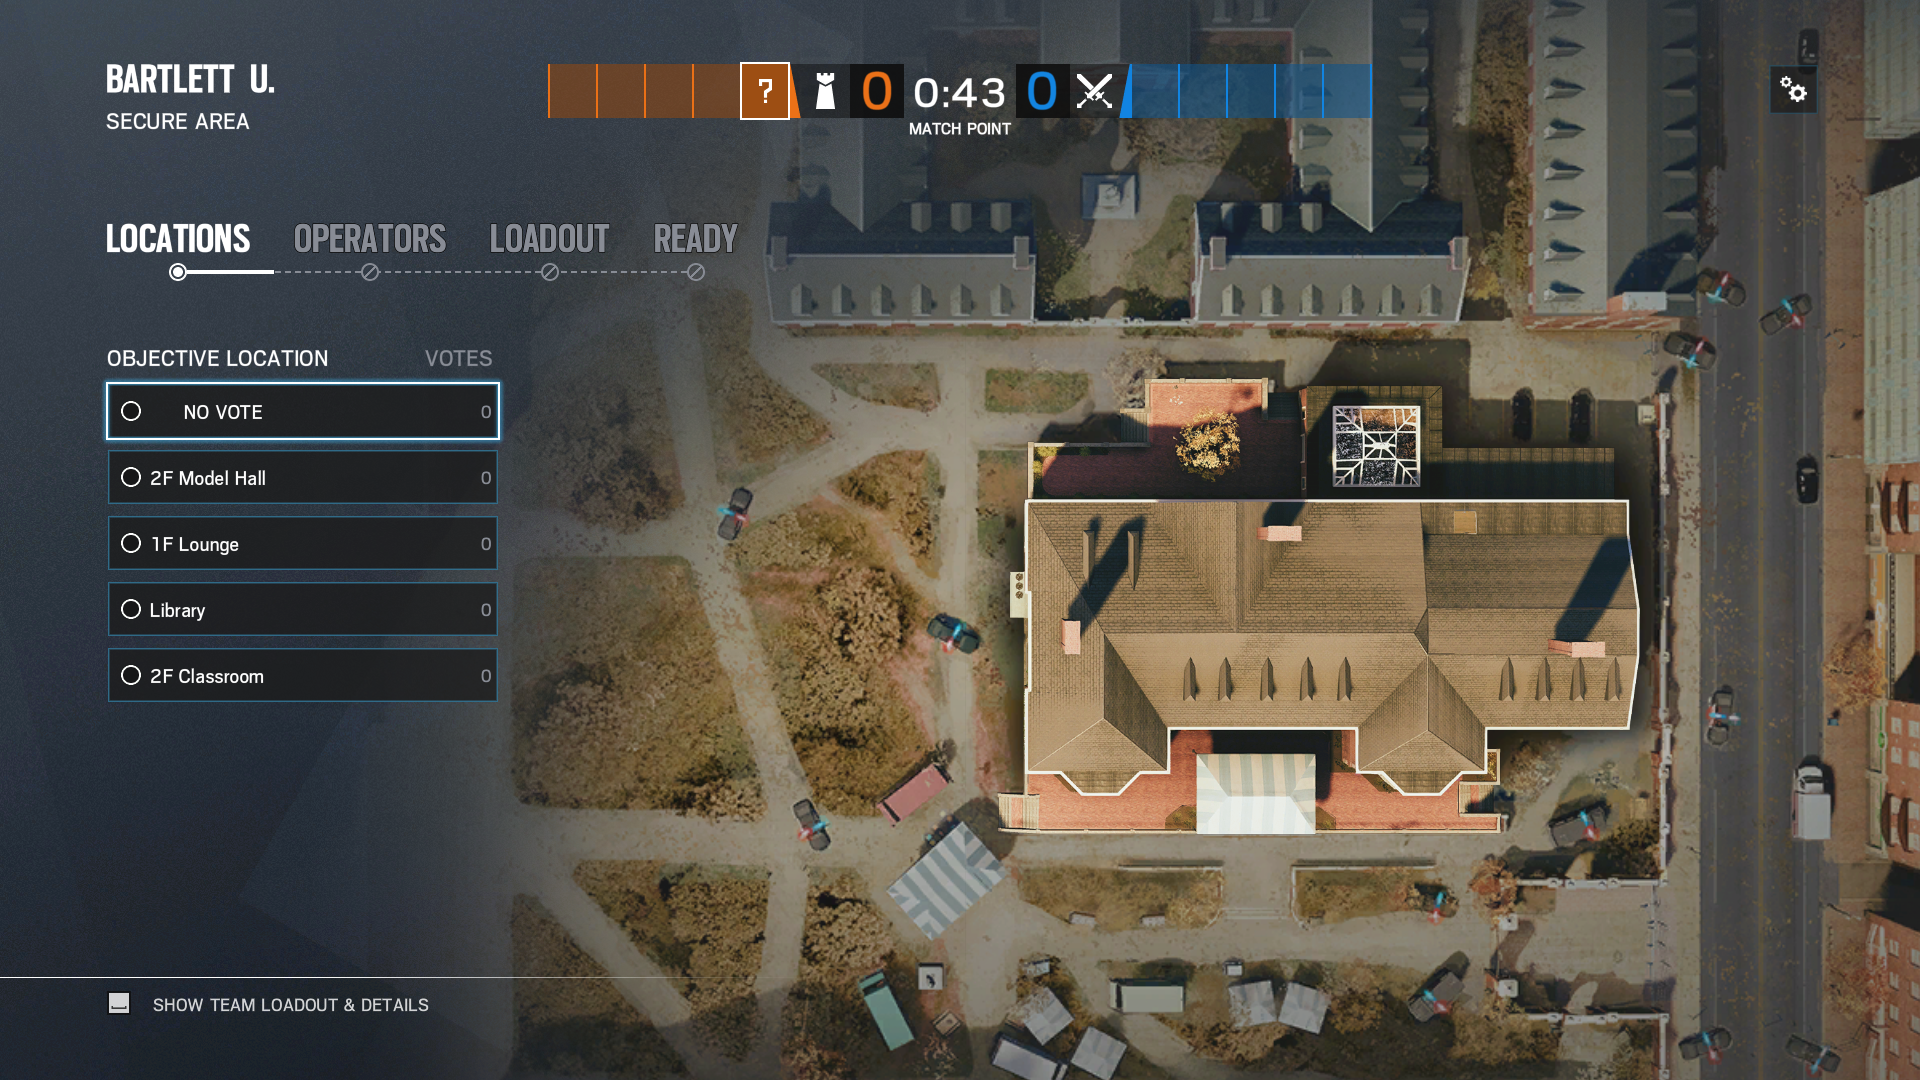 BARTLETT U.
SECURE AREA
?
0
0:43
0
MATCH POINT
LOCATIONS
OPERATORS
LOADOUT
READY
OBJECTIVE LOCATION
VOTES
NO VOTE
0
2F Model Hall
0
1F Lounge
0
Library
0
2F Classroom
0
SHOW TEAM LOADOUT & DETAILS